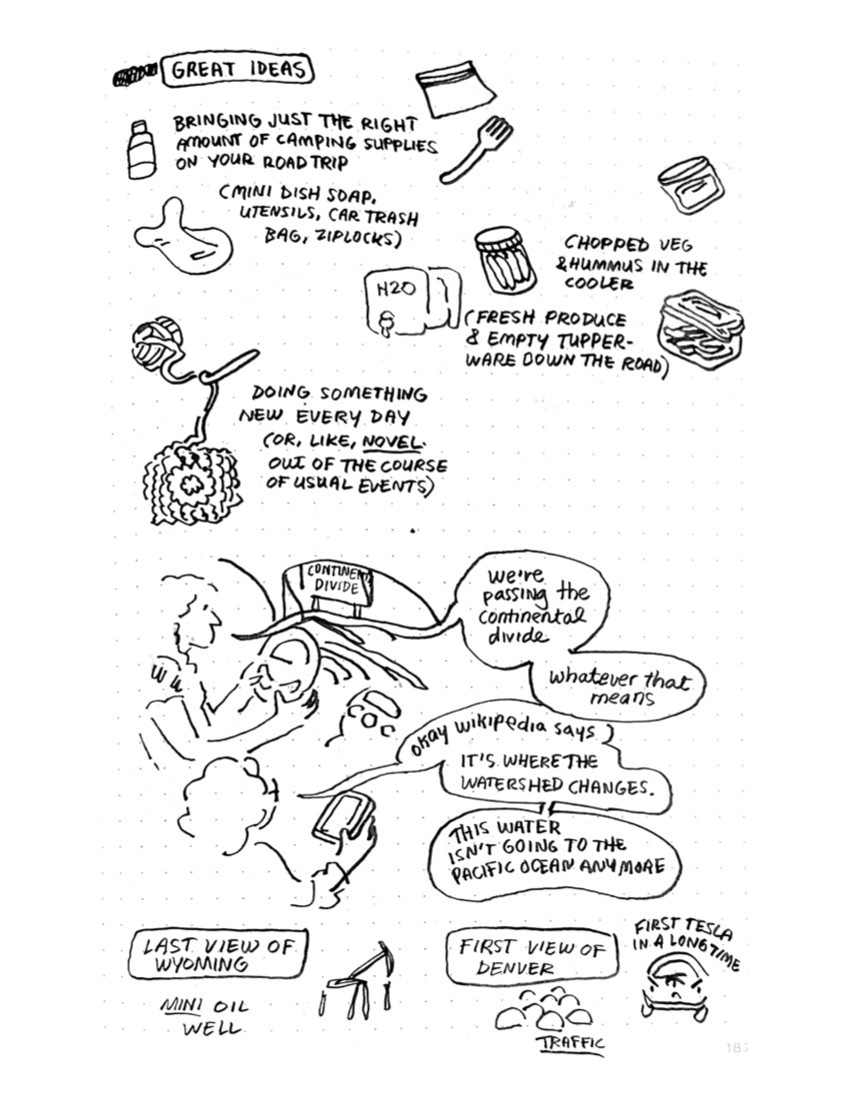 GREAT IDEAS
BRINGING JUST THE RIGHT
AMOUNT OF CAMPING SUPPLIES
ON YOUR ROAD TRIP
(MINI DISH SOAP,
UTENSILS, CAR TRASH
BAG, ZIPLOCKS)
CHOPPED VEG
& HUMMUS IN THE
COOLER
H2O
(FRESH PRODUCE
& EMPTY TUPPER-
WARE DOWN THE ROAD)
DOING SOMETHING
NEW EVERY DAY
(OR, LIKE, NOVEL.
OUT OF THE COURSE
OF USUAL EVENTS)
CONTINEN
DIVIDE
we're
passing the
continental
divide
whatever that
means
okay wikipedia says
IT'S WHERE THE
WATERSHED CHANGES.
THIS WATER
ISN'T GOING TO THE
PACIFIC OCEAN ANYMORE
LAST VIEW OF
WYOMING
MINI OIL
WELL
FIRST VIEW OF
DENVER
TRAFFIC
FIRST TESLA
IN A LONG TIME
187